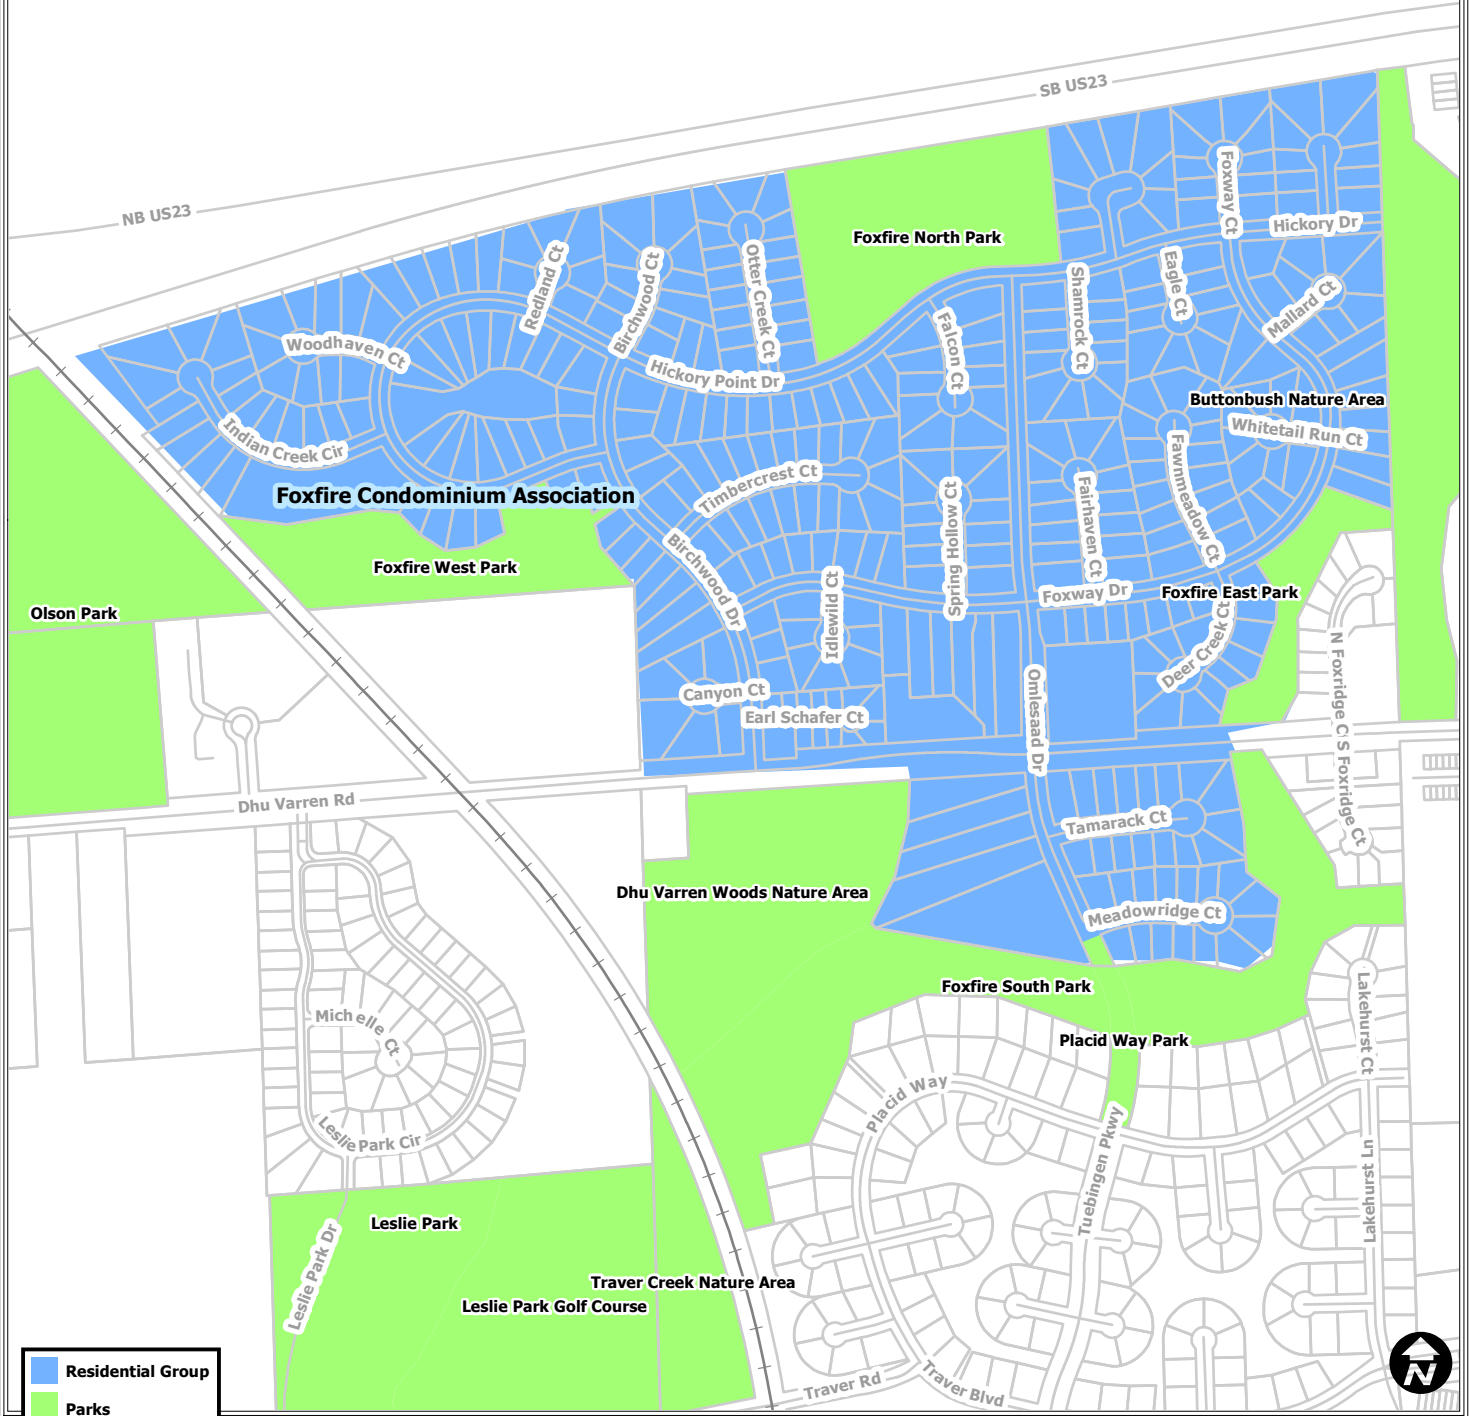 SB US23
NB US23
Foxway Ct
Hickory Dr
Foxfire North Park
Redland Ct
Birchwood Ct
Otter Creek Ct
Shamrock Ct
Eagle Ct
Mallard Ct
Woodhaven Ct
Falcon Ct
Hickory Point Dr
Buttonbush Nature Area
Whitetail Run Ct
Indian Creek Cir
Fawnmeadow Ct
Timbercrest Ct
Foxfire Condominium Association
Spring Hollow Ct
Fairhaven Ct
Birchwood Dr
Foxfire West Park
Idlewild Ct
Foxway Dr
Foxfire East Park
Olson Park
Deer Creek Ct
N Foxridge Ct
Canyon Ct
Omlesaad Dr
Earl Schafer Ct
S Foxridge Ct
Dhu Varren Rd
Tamarack Ct
Dhu Varren Woods Nature Area
Meadowridge Ct
Foxfire South Park
Lakehurst Ct
Michelle Ct
Placid Way Park
Placid Way
Leslie Park Cir
Tuebingen Pkwy
Lakehurst Ln
Leslie Park
Leslie Park Dr
Traver Creek Nature Area
Leslie Park Golf Course
Traver Rd
Traver Blvd
Residential Group
Parks
N